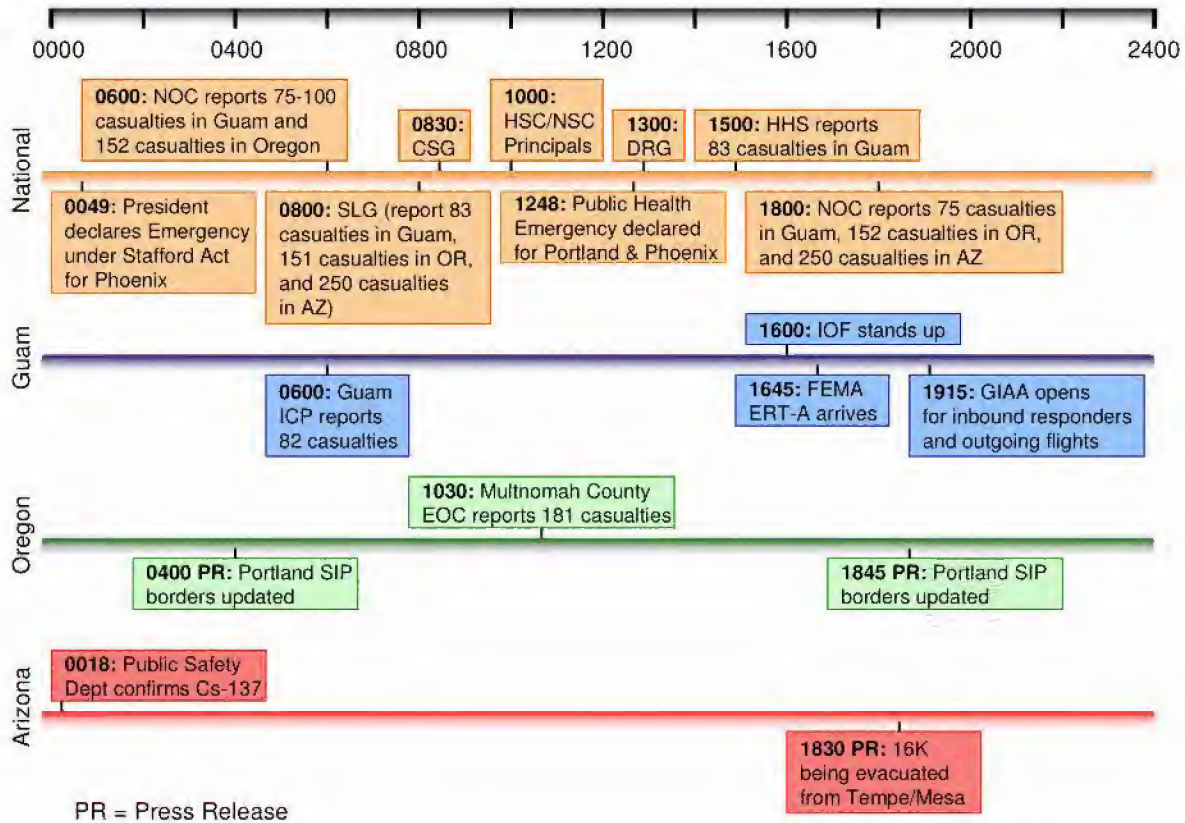 0000 0400 0800 1200 1600 2000 2400
National
0600: NOC reports 75-100
casualties in Guam and
152 casualties in Oregon
0830:
CSG
1000:
HSC/NSC
Principals
1300:
DRG
1500: HHS reports
83 casualties in Guam
0049: President
declares Emergency
under Stafford Act
for Phoenix
0800: SLG (report 83
casualties in Guam,
151 casualties in OR,
and 250 casualties
in AZ)
1248: Public Health
Emergency declared
for Portland & Phoenix
1800: NOC reports 75 casualties
in Guam, 152 casualties in OR,
and 250 casualties in AZ
Guam
1600: IOF stands up
0600: Guam
ICP reports
82 casualties
1645: FEMA
ERT-A arrives
1915: GIAA opens
for inbound responders
and outgoing flights
Oregon
1030: Multnomah County
EOC reports 181 casualties
0400 PR: Portland SIP
borders updated
1845 PR: Portland SIP
borders updated
Arizona
0018: Public Safety
Dept confirms Cs-137
1830 PR: 16K
being evacuated
from Tempe/Mesa
PR = Press Release